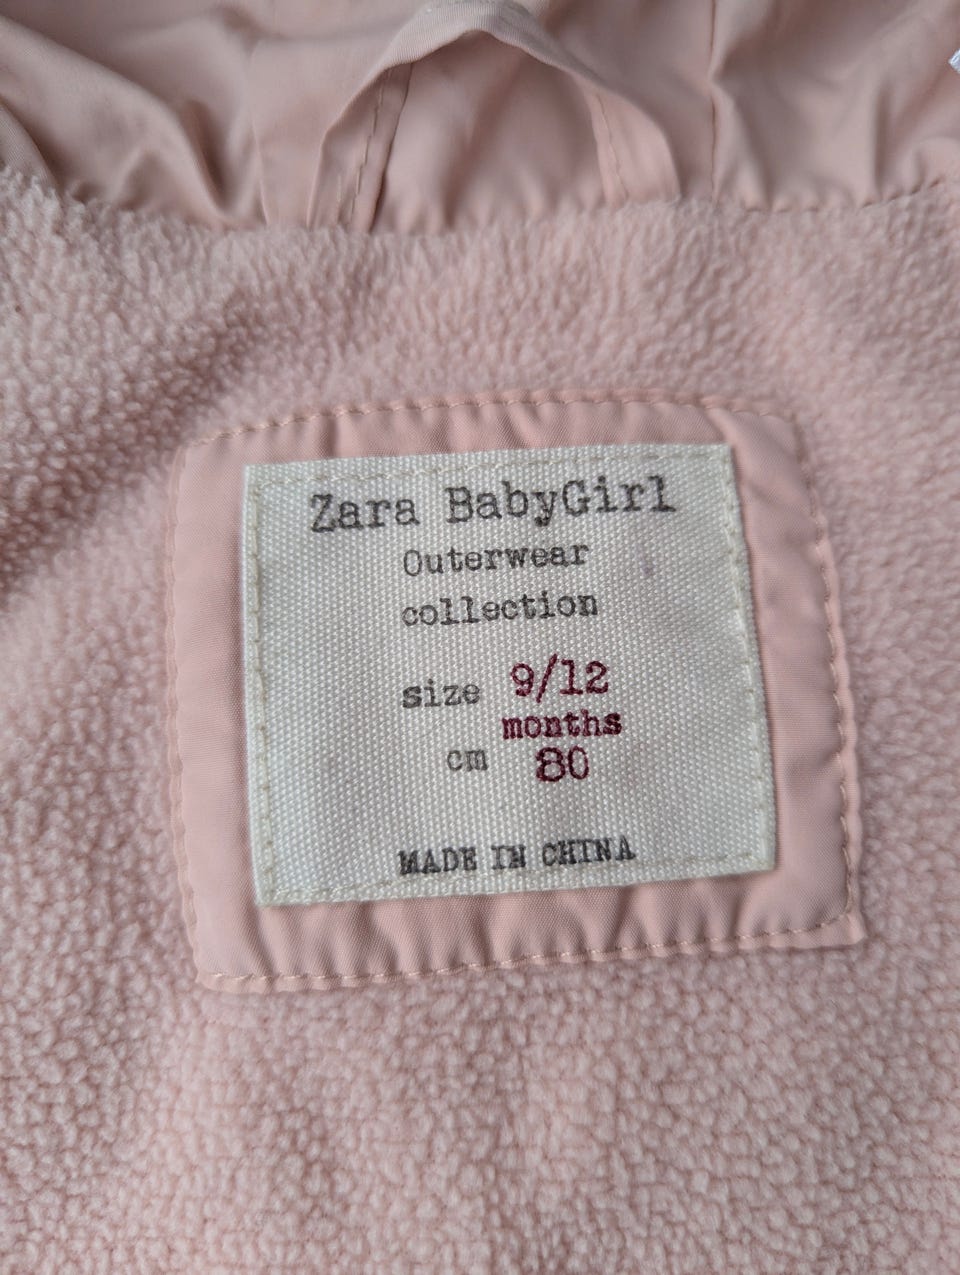 Zara BabyGirl
Outerwear
collection
size 9/12
months
cm 80
MADE IN CHINA